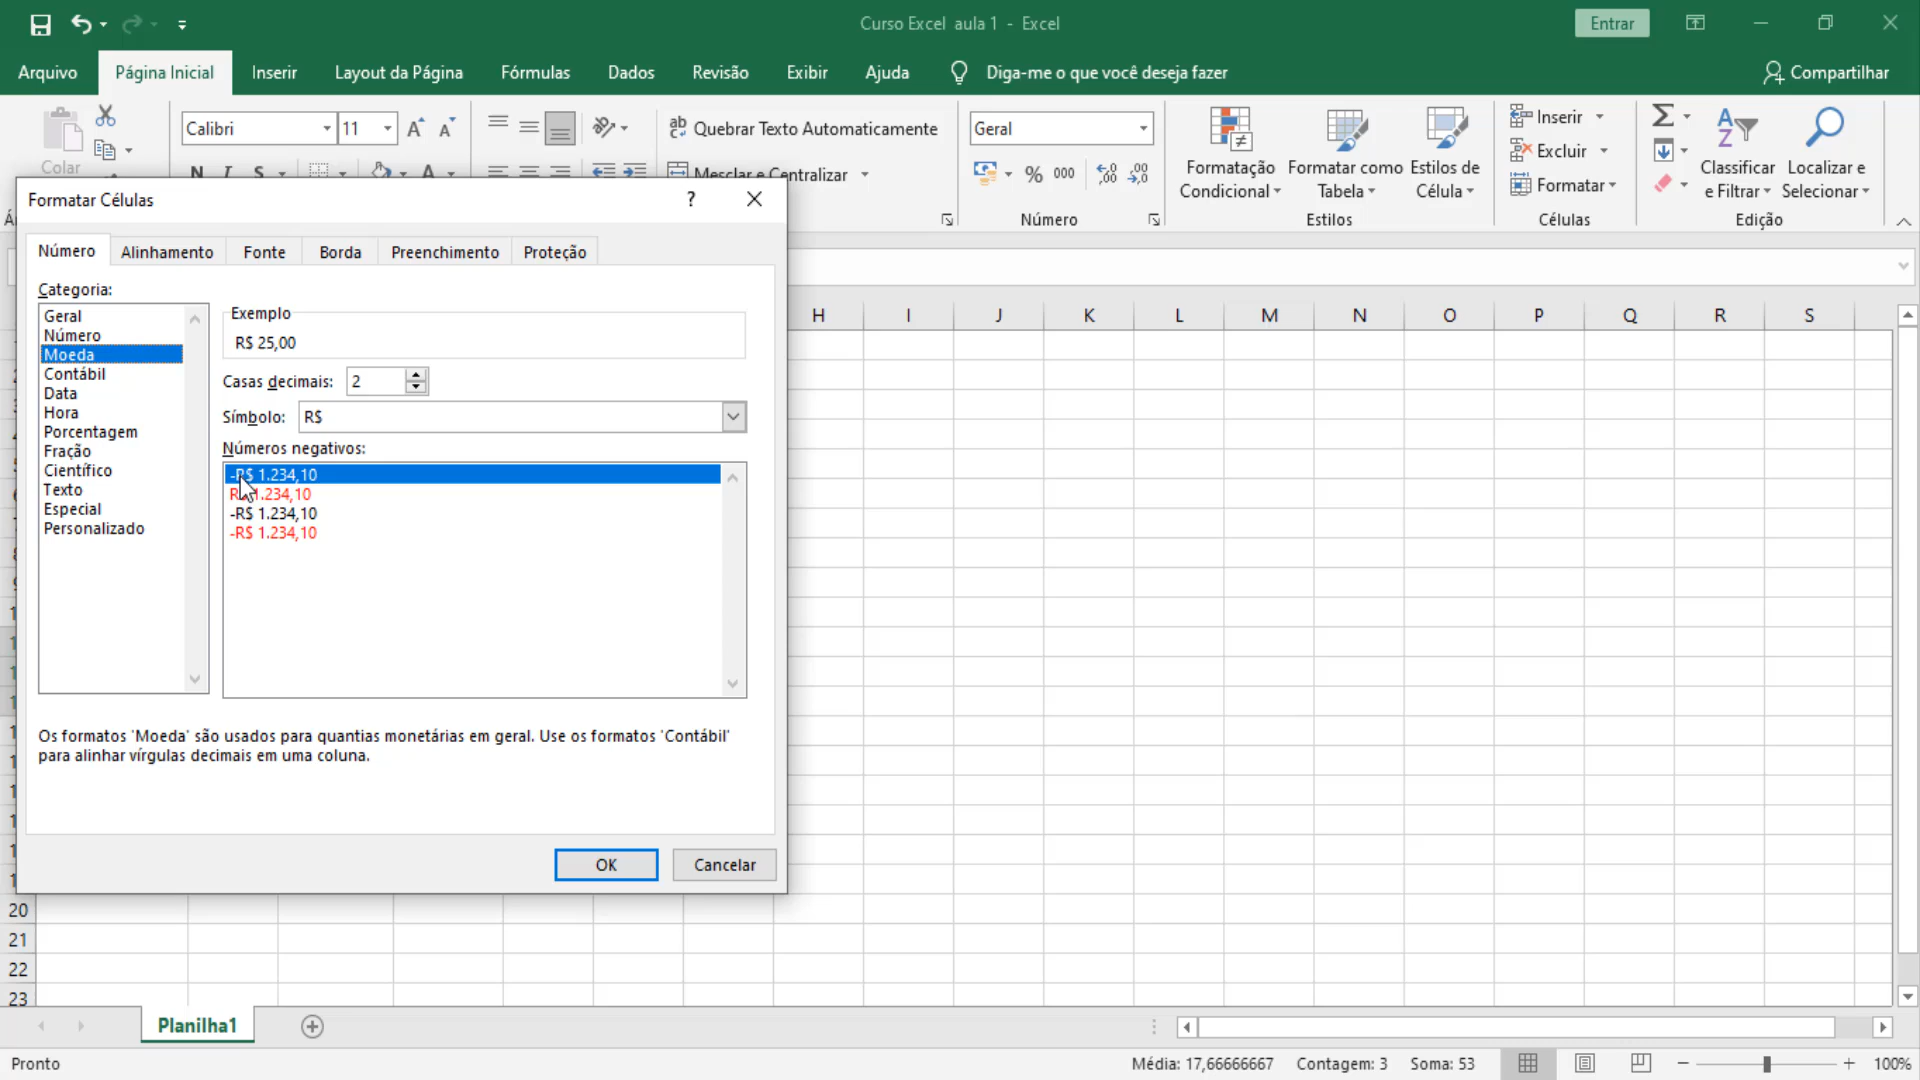 Curso Excel aula 1 - Excel
Entrar
Arquivo Página Inicial Inserir Layout da Página Fórmulas Dados Revisão Exibir Ajuda Diga-me o que você deseja fazer Compartilhar
Colar
Calibri 11
N I S
Quebrar Texto Automaticamente
Mesclar e Centralizar
Geral
% 000
Número
Formatação Condicional
Formatar como Tabela
Estilos de Célula
Estilos
Inserir
Excluir
Formatar
Células
Classificar e Filtrar
Localizar e Selecionar
Edição
Formatar Células
? 
Número Alinhamento Fonte Borda Preenchimento Proteção
Categoria:
Geral
Número
Moeda
Contábil
Data
Hora
Porcentagem
Fração
Científico
Texto
Especial
Personalizado
Exemplo
R$ 25,00
Casas decimais: 2
Símbolo: R$
Números negativos:
-R$ 1.234,10
R$ 1.234,10
-R$ 1.234,10
-R$ 1.234,10
Os formatos 'Moeda' são usados para quantias monetárias em geral. Use os formatos 'Contábil'
para alinhar vírgulas decimais em uma coluna.
OK Cancelar
H I J K L M N O P Q R S
20
21
22
23
Planilha1
Pronto
Média: 17,66666667 Contagem: 3 Soma: 53 100%